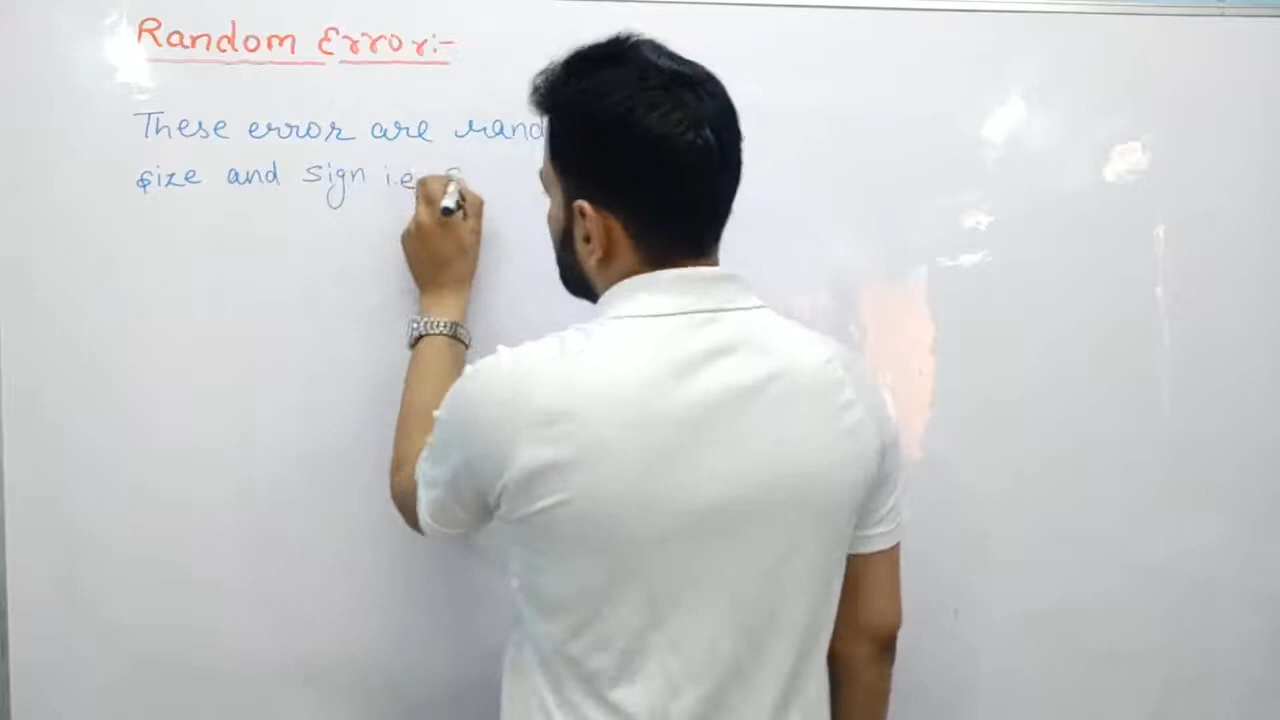 Random Error:-
These error are rand
size and sign i.e.